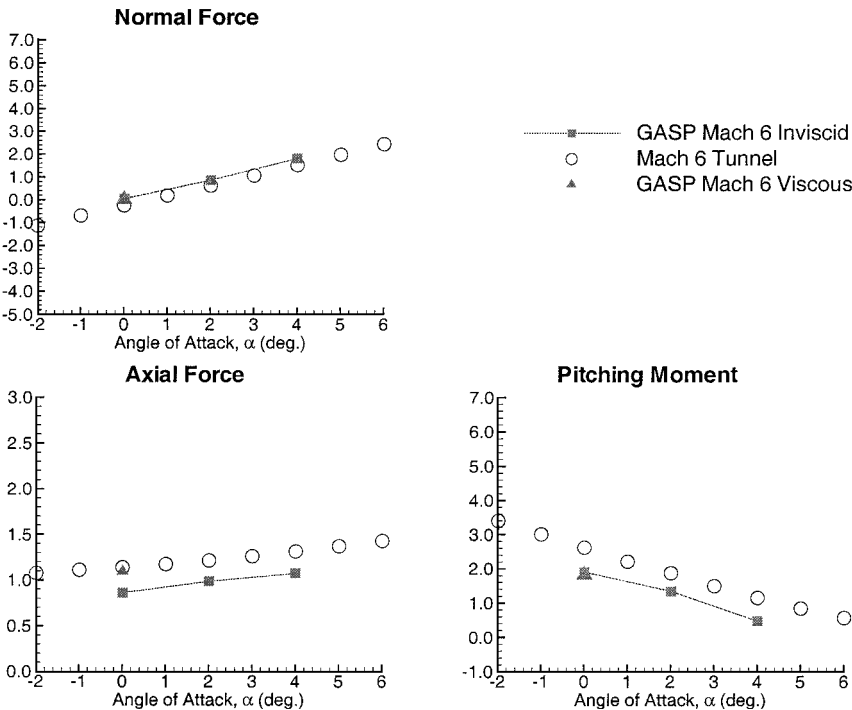 Normal Force
7.0
6.0
5.0
4.0
3.0
2.0
1.0
0.0
-1.0
-2.0
-3.0
-4.0
-5.0
-2 -1 0 1 2 3 4 5 6
Angle of Attack, α (deg.)
GASP Mach 6 Inviscid
Mach 6 Tunnel
GASP Mach 6 Viscous
Axial Force
3.0
2.5
2.0
1.5
1.0
0.5
0.0
-2 -1 0 1 2 3 4 5 6
Angle of Attack, α (deg.)
Pitching Moment
7.0
6.0
5.0
4.0
3.0
2.0
1.0
0.0
-1.0
-2 -1 0 1 2 3 4 5 6
Angle of Attack, α (deg.)